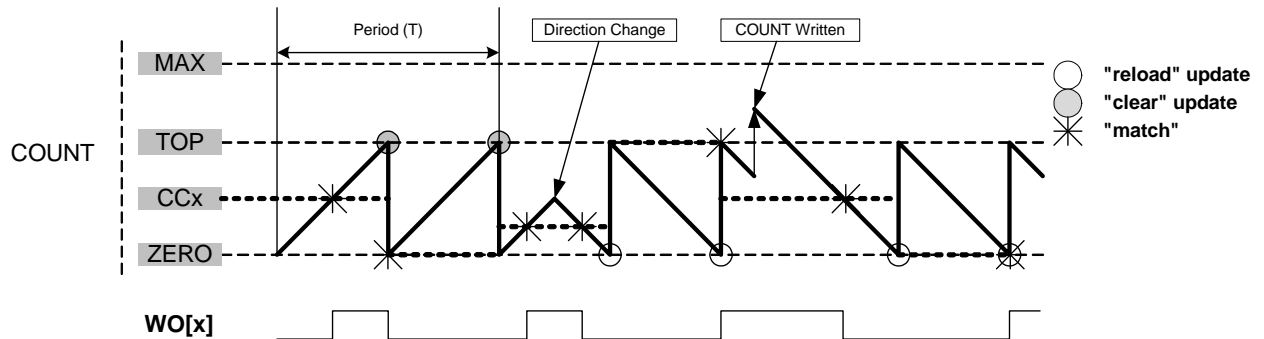 Period (T)
Direction Change
COUNT Written
MAX
"reload" update
"clear" update
"match"
TOP
COUNT
CCx
ZERO
WO[x]